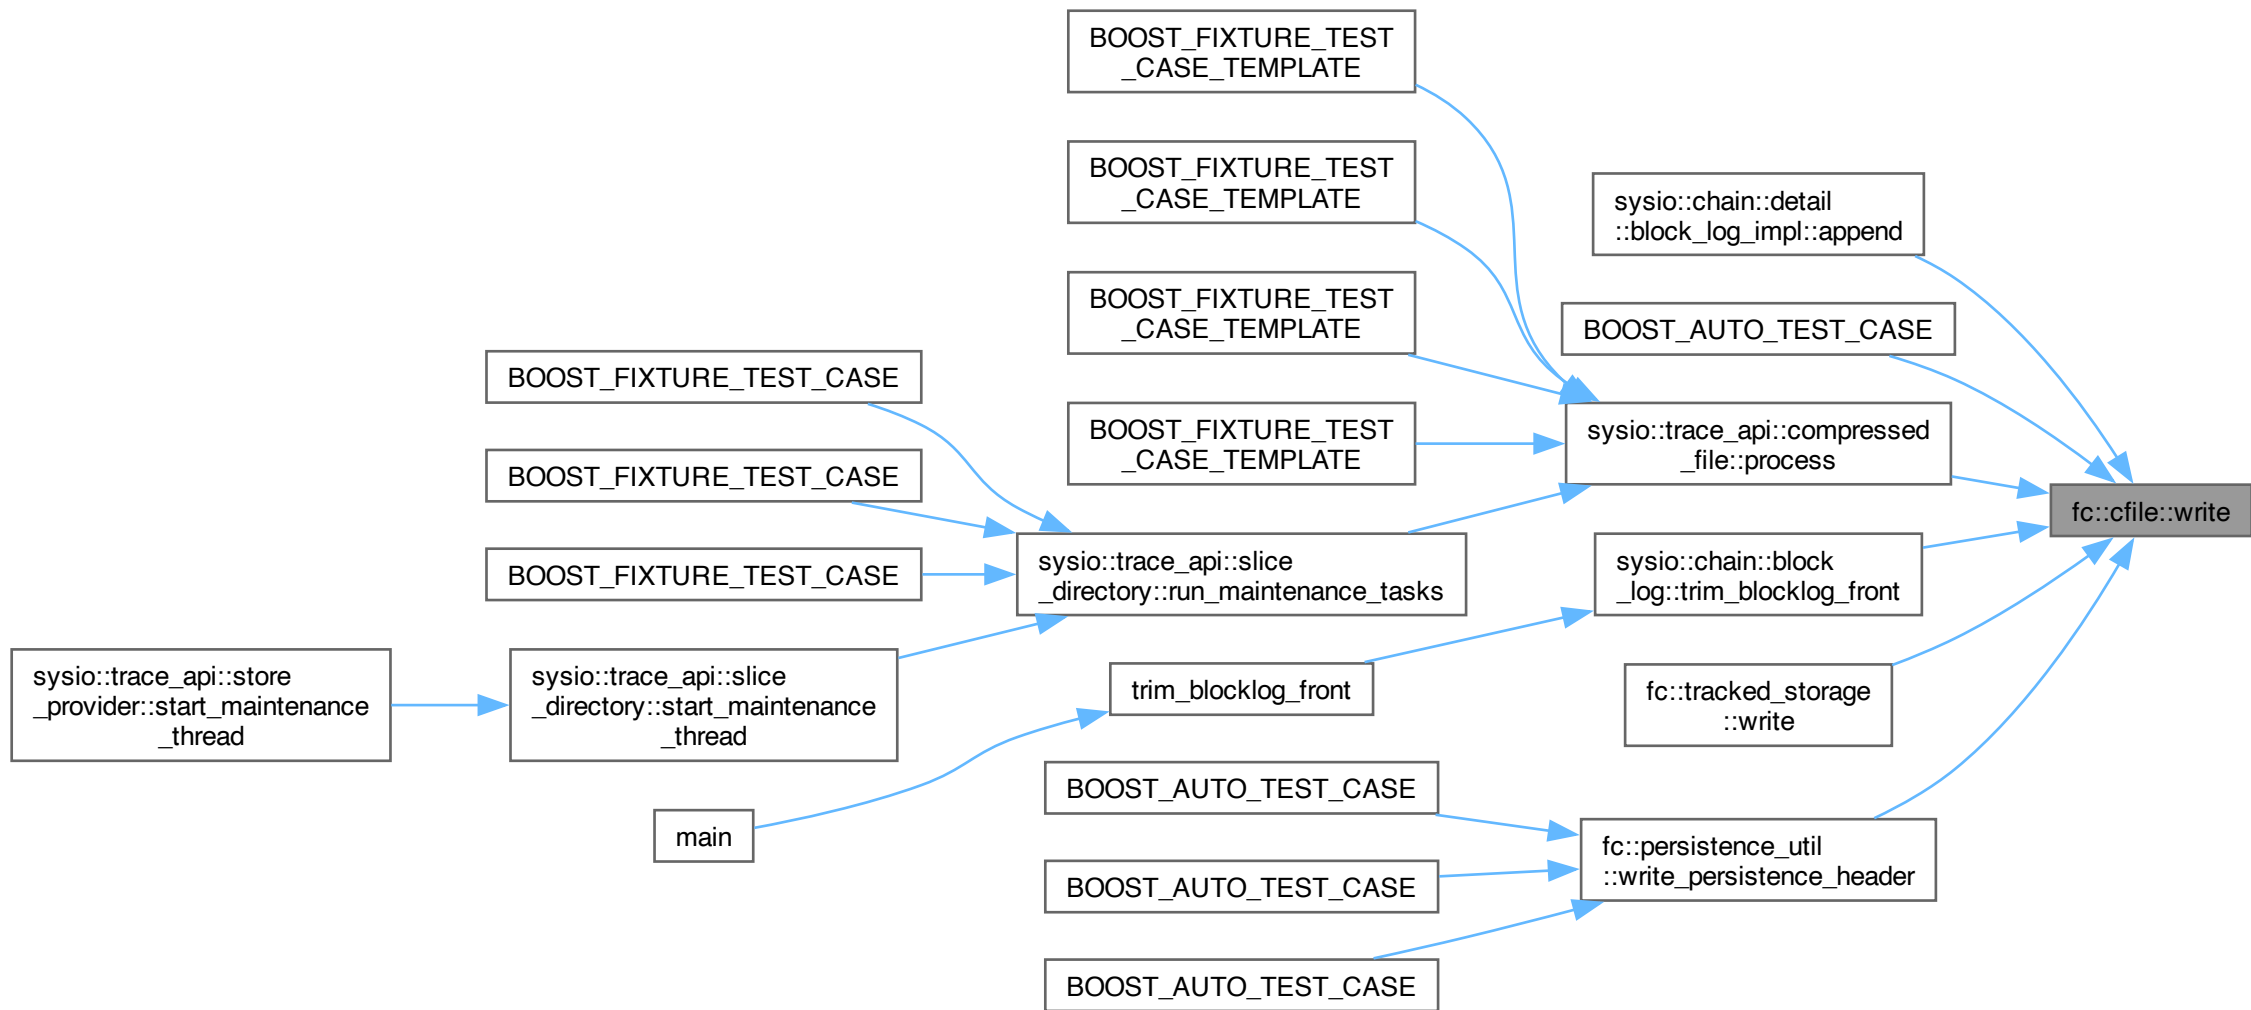 BOOST_FIXTURE_TEST
_CASE_TEMPLATE
BOOST_FIXTURE_TEST
_CASE_TEMPLATE
sysio::chain::detail
::block_log_impl::append
BOOST_FIXTURE_TEST
_CASE_TEMPLATE
BOOST_AUTO_TEST_CASE
BOOST_FIXTURE_TEST_CASE
BOOST_FIXTURE_TEST
_CASE_TEMPLATE
sysio::trace_api::compressed
_file::process
BOOST_FIXTURE_TEST_CASE
fc::cfile::write
BOOST_FIXTURE_TEST_CASE
sysio::trace_api::slice
_directory::run_maintenance_tasks
sysio::chain::block
_log::trim_blocklog_front
sysio::trace_api::store
_provider::start_maintenance
_thread
sysio::trace_api::slice
_directory::start_maintenance
_thread
trim_blocklog_front
fc::tracked_storage
::write
BOOST_AUTO_TEST_CASE
main
fc::persistence_util
::write_persistence_header
BOOST_AUTO_TEST_CASE
BOOST_AUTO_TEST_CASE